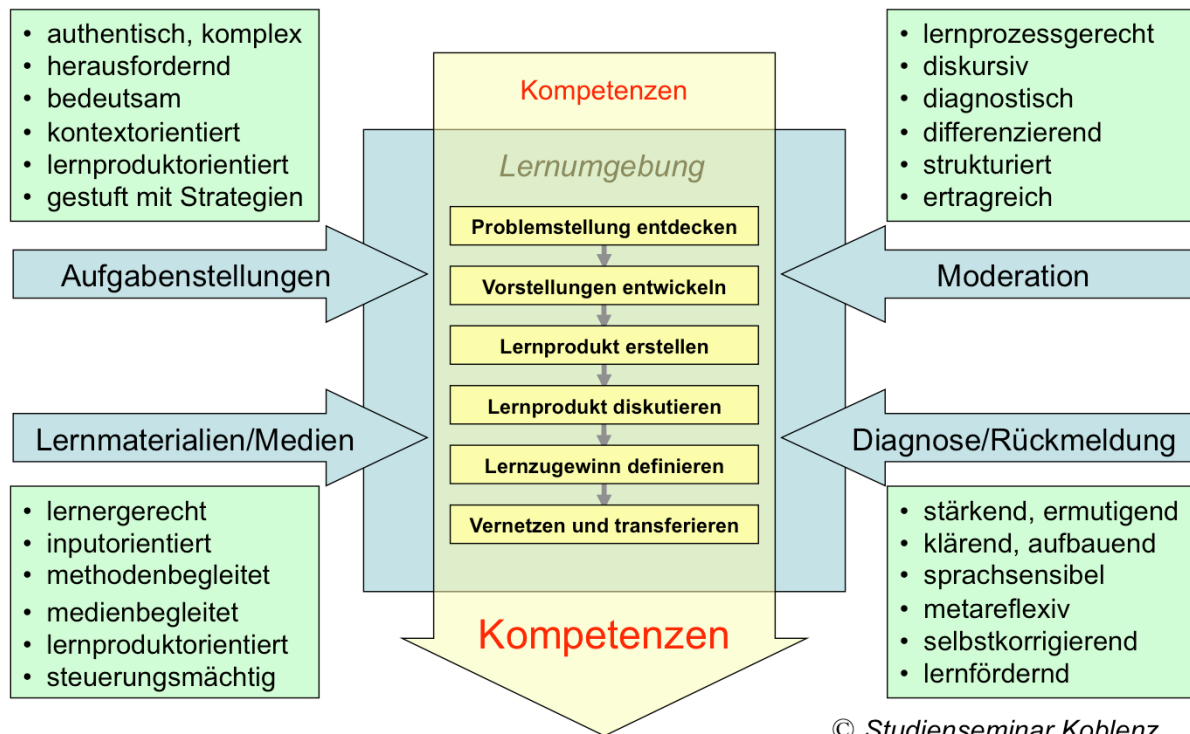 • authentisch, komplex
• herausfordernd
• bedeutsam
• kontextorientiert
• lernproduktorientiert
• gestuft mit Strategien
Aufgabenstellungen
Lernmaterialien/Medien
• lernergerecht
• inputorientiert
• methodenbegleitet
• medienbegleitet
• lernproduktorientiert
• steuerungsmächtig
Kompetenzen
Lernumgebung
Problemstellung entdecken
Vorstellungen entwickeln
Lernprodukt erstellen
Lernprodukt diskutieren
Lernzugewinn definieren
Vernetzen und transferieren
Kompetenzen
• lernprozessgerecht
• diskursiv
• diagnostisch
• differenzierend
• strukturiert
• ertragreich
Moderation
Diagnose/Rückmeldung
• stärkend, ermutigend
• klärend, aufbauend
• sprachsensibel
• metareflexiv
• selbstkorrigierend
• lernfördernd
© Studienseminar Koblenz